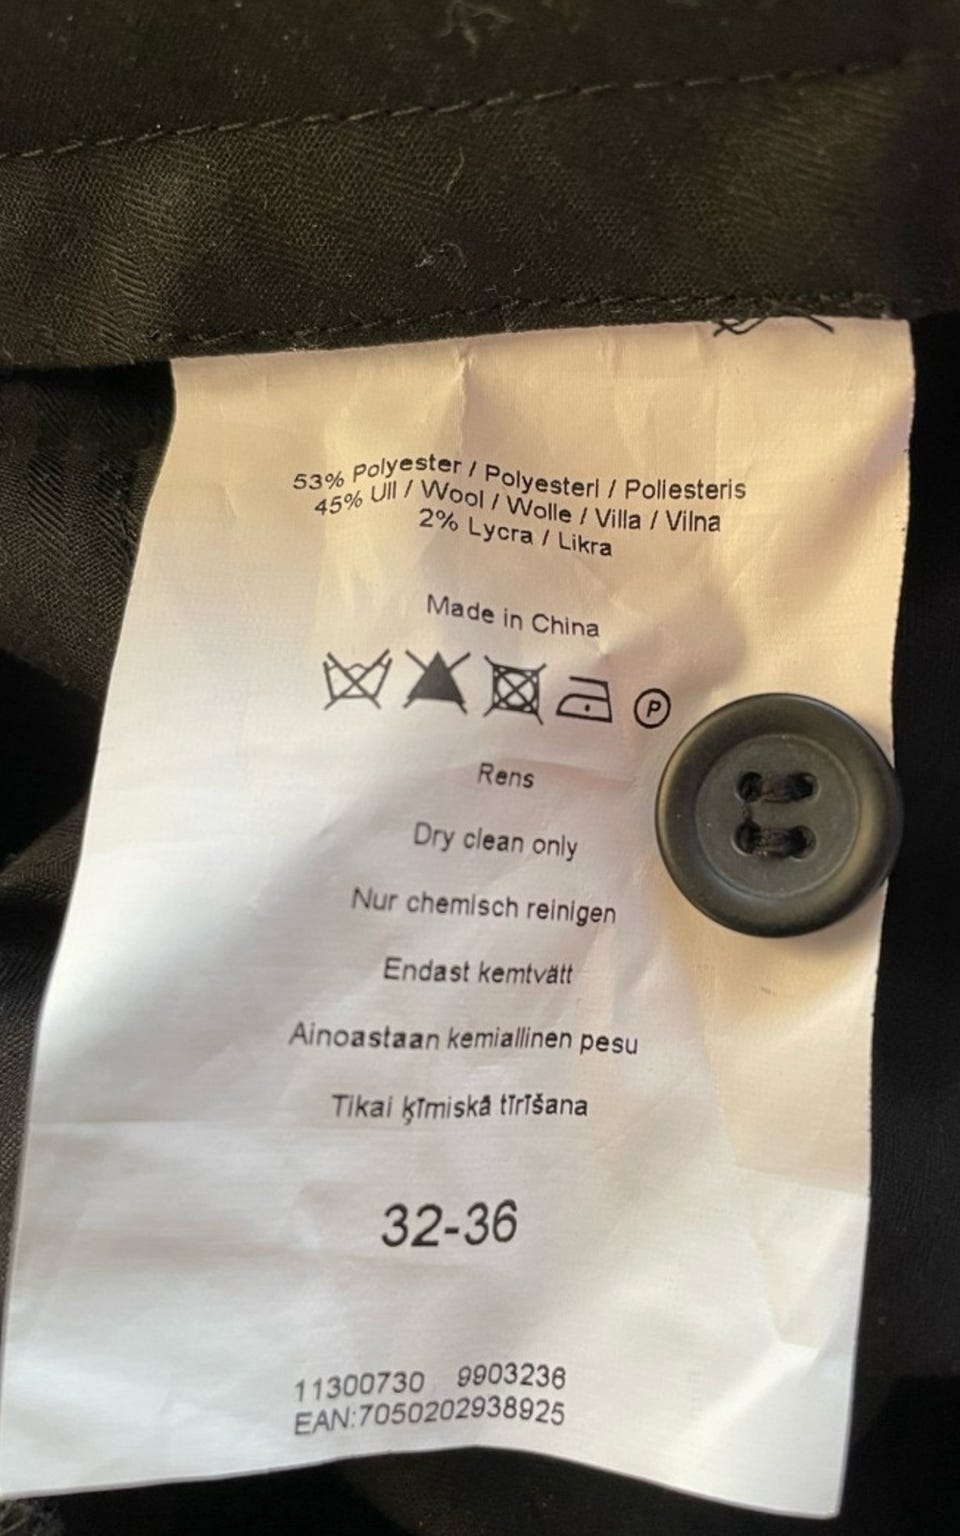 53% Polyester / Polyesteri / Poliesteris
45% Ull / Wool / Wolle / Villa / Vilna
2% Lycra / Likra
Made in China
P
Rens
Dry clean only
Nur chemisch reinigen
Endast kemtvätt
Ainoastaan kemiallinen pesu
Tikai ķīmiskā tīrīšana
32-36
11300730 9903236
EAN:7050202938925